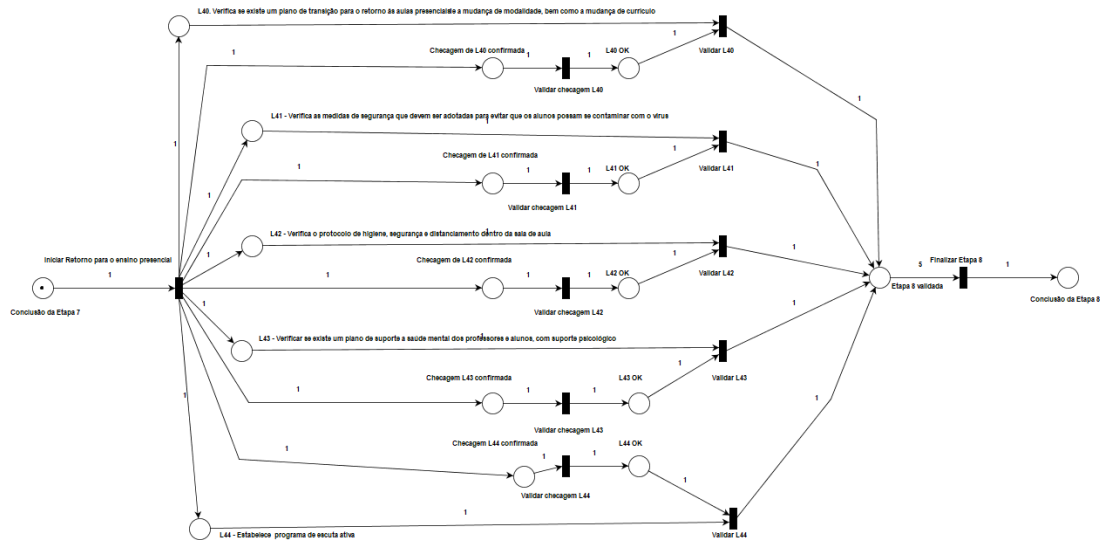 L40. Verifica se existe um plano de transição para o retorno às aulas presenciais e a mudança de modalidade, bem como a mudança de currículo
1
1
Checagem de L40 confirmada
1
1
L40 OK
1
Validar L40
Validar checagem L40
1
1
L41 - Verifica as medidas de segurança que devem ser adotadas para evitar que os alunos possam se contaminar com o vírus
1
1
1
Checagem de L41 confirmada
1
1
L41 OK
1
Validar L41
Validar checagem L41
1
1
L42 - Verifica o protocolo de higiene, segurança e distanciamento dentro da sala de aula
1
1
Iniciar Retorno para o ensino presencial
1
1
Checagem de L42 confirmada
1
1
L42 OK
1
Validar L42
Validar checagem L42
1
Conclusão da Etapa 7
Etapa 8 validada
5
Finalizar Etapa 8
1
Conclusão da Etapa 8
1
L43 - Verificar se existe um plano de suporte a saúde mental dos professores e alunos, com suporte psicológico
1
1
Validar L43
Checagem L43 confirmada
1
1
1
L43 OK
1
Validar checagem L43
1
Checagem L44 confirmada
1
1
1
L44 OK
1
Validar checagem L44
1
L44 - Estabelece programa de escuta ativa
1
Validar L44
1